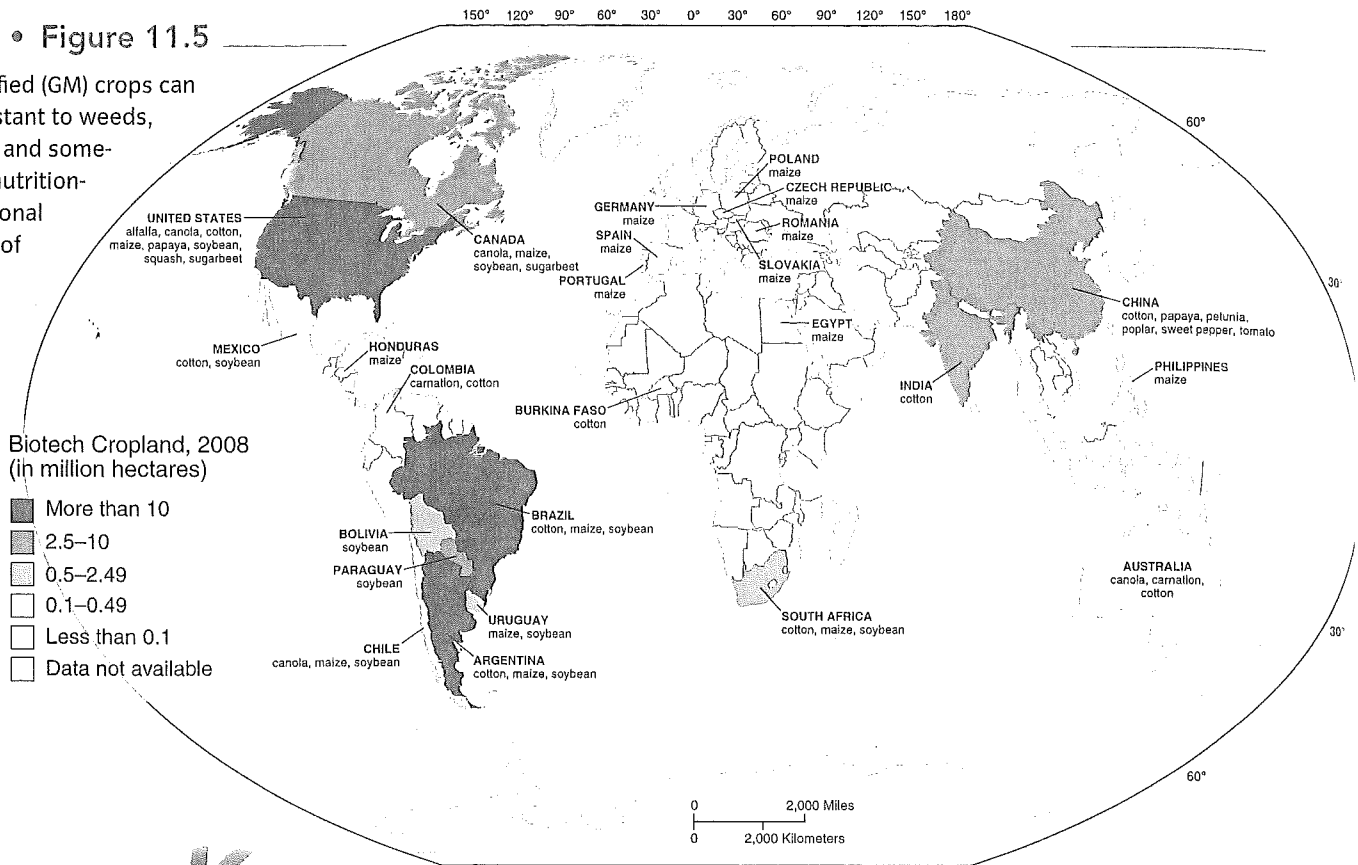 • Figure 11.5
fied (GM) crops can
stant to weeds,
and some-
nutrition-
onal
of
150° 120° 90° 60° 30° 0° 30° 60° 90° 120° 150° 180°
60°
30°
30°
60°
UNITED STATES
alfalfa, canola, cotton,
maize, papaya, soybean,
squash, sugarbeet
CANADA
canola, maize,
soybean, sugarbeet
MEXICO
cotton, soybean
HONDURAS
maize
COLOMBIA
carnation, cotton
POLAND
maize
CZECH REPUBLIC
maize
GERMANY
maize
ROMANIA
maize
SPAIN
maize
SLOVAKIA
maize
PORTUGAL
maize
EGYPT
maize
BURKINA FASO
cotton
CHINA
cotton, papaya, petunia,
poplar, sweet pepper, tomato
INDIA
cotton
PHILIPPINES
maize
BRAZIL
cotton, maize, soybean
BOLIVIA
soybean
PARAGUAY
soybean
URUGUAY
maize, soybean
CHILE
canola, maize, soybean
ARGENTINA
cotton, maize, soybean
SOUTH AFRICA
cotton, maize, soybean
AUSTRALIA
canola, carnation,
cotton
Biotech Cropland, 2008
(in million hectares)
More than 10
2.5–10
0.5–2.49
0.1–0.49
Less than 0.1
Data not available
0 2,000 Miles
0 2,000 Kilometers